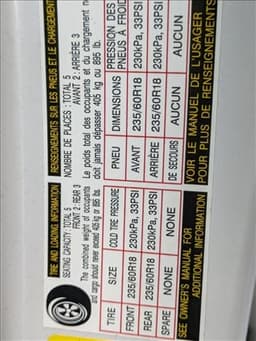 TIRE AND LOADING INFORMATION
SEATING CAPACITY: TOTAL 5
FRONT 2 : REAR 3
The combined weight of occupants
and cargo should never exceed 405 kg or 895 lb.
TIRE SIZE COLD TIRE PRESSURE
FRONT 235/60R18 230kPa, 33PSI
REAR 235/60R18 230kPa, 33PSI
SPARE NONE NONE
SEE OWNER'S MANUAL FOR
ADDITIONAL INFORMATION
RENSEIGNEMENTS SUR LES PNEUS ET LE CHARGEMENT
NOMBRE DE PLACES : TOTAL 5
AVANT 2 : ARRIÈRE 3
Le poids total des occupants et du chargement ne
doit jamais dépasser 405 kg ou 895 lb.
PNEU DIMENSIONS PRESSION DES
PNEUS À FROID
AVANT 235/60R18 230kPa, 33PSI
ARRIÈRE 235/60R18 230kPa, 33PSI
DE SECOURS AUCUN AUCUN
VOIR LE MANUEL DE L'USAGER
POUR PLUS DE RENSEIGNEMENTS